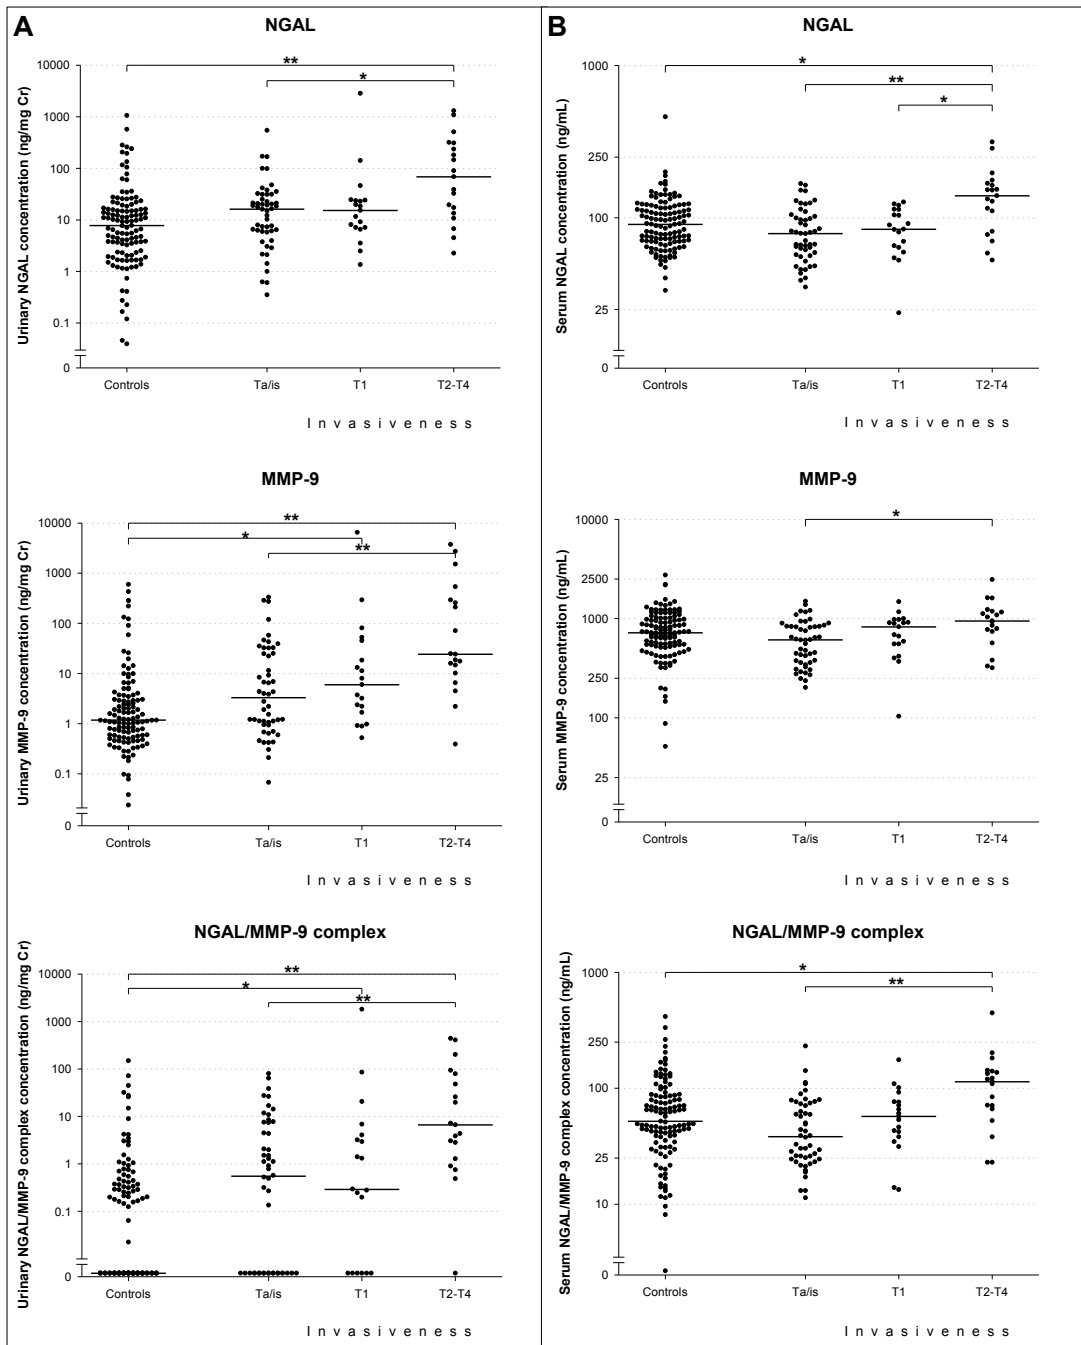 A
NGAL
Urinary NGAL concentration (ng/mg Cr)
10000
1000
100
10
1
0.1
0
**
*
Controls Ta/is T1 T2-T4
Invasiveness
MMP-9
Urinary MMP-9 concentration (ng/mg Cr)
10000
1000
100
10
1
0.1
0
**
*
**
Controls Ta/is T1 T2-T4
Invasiveness
NGAL/MMP-9 complex
Urinary NGAL/MMP-9 complex concentration (ng/mg Cr)
10000
1000
100
10
1
0.1
0
**
*
**
Controls Ta/is T1 T2-T4
Invasiveness
B
NGAL
Serum NGAL concentration (ng/mL)
1000
250
100
25
0
*
**
*
Controls Ta/is T1 T2-T4
Invasiveness
MMP-9
Serum MMP-9 concentration (ng/mL)
10000
2500
1000
250
100
25
0
*
Controls Ta/is T1 T2-T4
Invasiveness
NGAL/MMP-9 complex
Serum NGAL/MMP-9 complex concentration (ng/mL)
1000
250
100
25
10
0
*
**
Controls Ta/is T1 T2-T4
Invasiveness